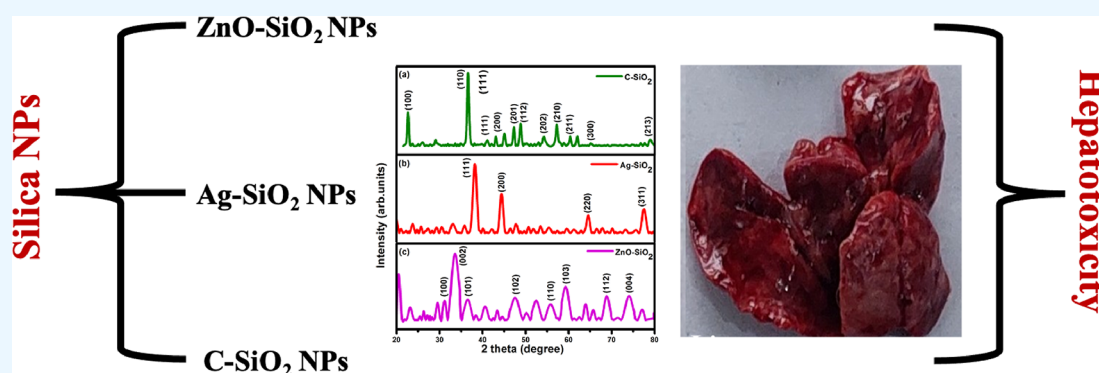 Silica NPs
ZnO-SiO₂ NPs
Ag-SiO₂ NPs
C-SiO₂ NPs
(a)
C-SiO₂
(100)
(110)
(111)
(111)
(200)
(201)
(112)
(202)
(210)
(211)
(300)
(213)
(b)
Ag-SiO₂
(111)
(200)
(220)
(311)
(c)
ZnO-SiO₂
(100)
(002)
(101)
(102)
(110)
(103)
(112)
(004)
Intensity (arb.units)
20 30 40 50 60 70 80
2 theta (degree)
Hepatotoxicity